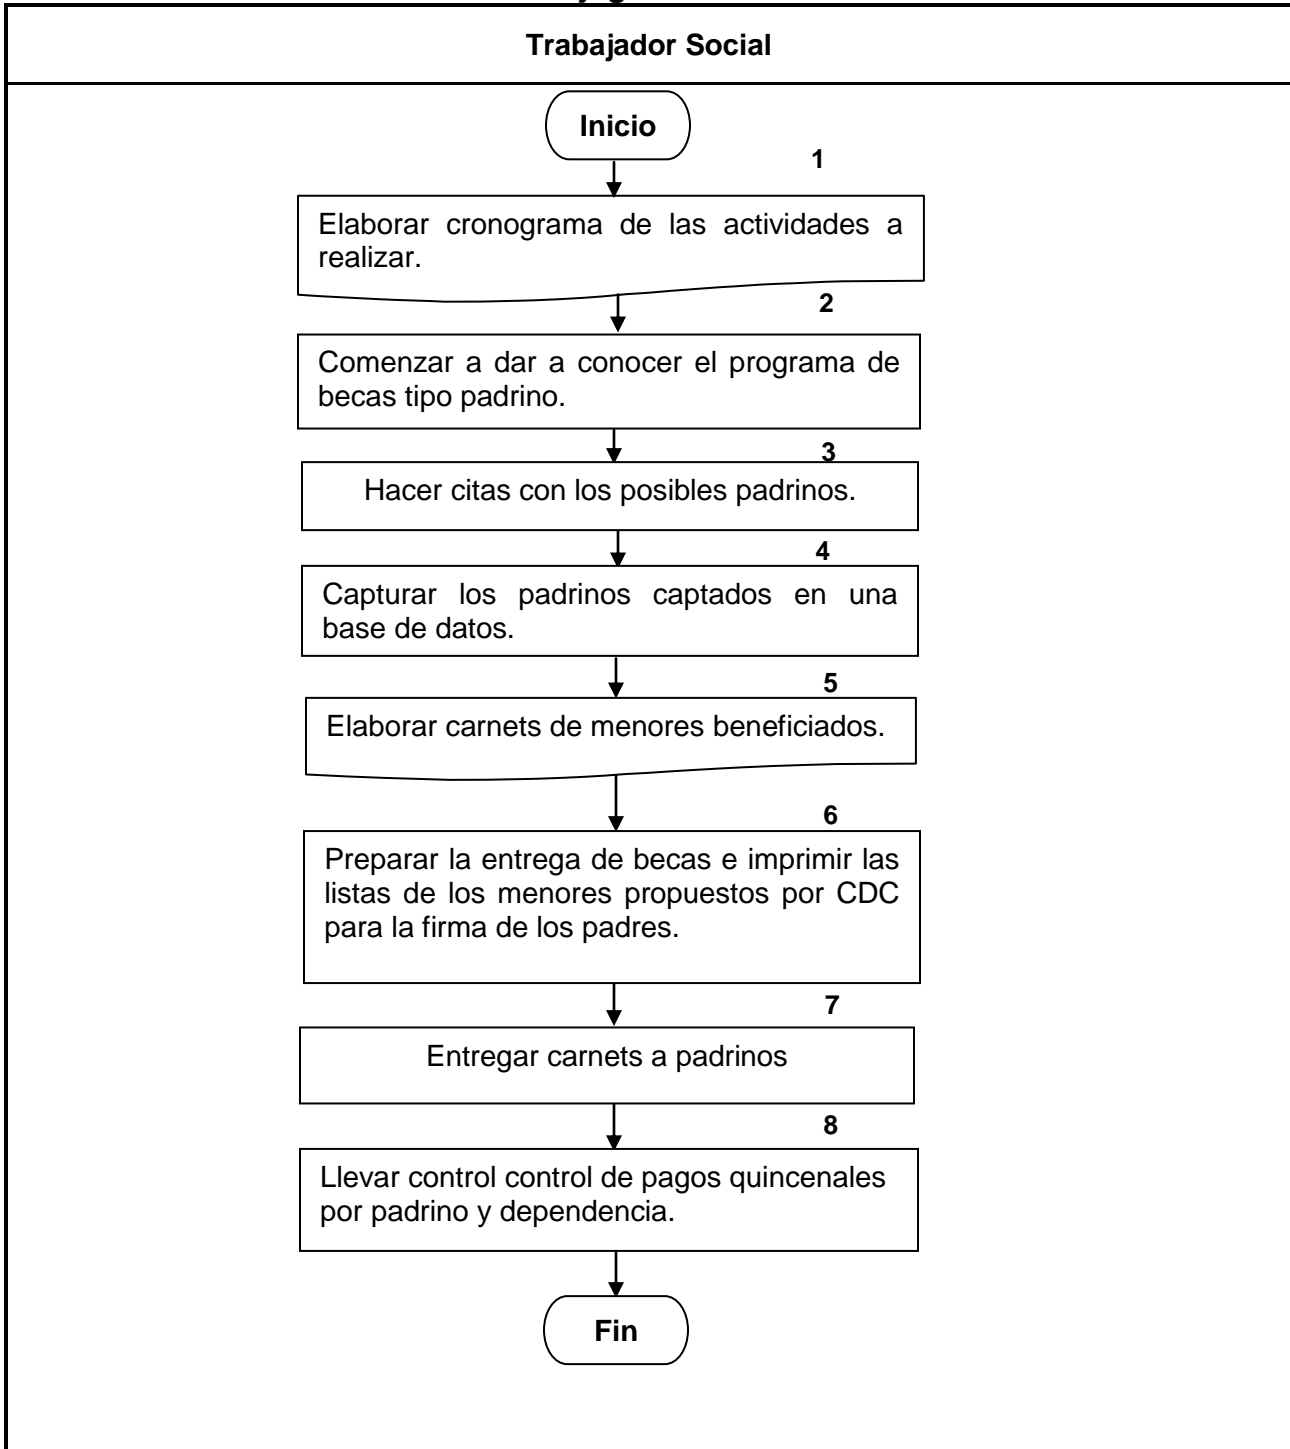 Trabajador Social
Inicio
1
Elaborar cronograma de las actividades a
realizar.
2
Comenzar a dar a conocer el programa de
becas tipo padrino.
3
Hacer citas con los posibles padrinos.
4
Capturar los padrinos captados en una
base de datos.
5
Elaborar carnets de menores beneficiados.
6
Preparar la entrega de becas e imprimir las
listas de los menores propuestos por CDC
para la firma de los padres.
7
Entregar carnets a padrinos
8
Llevar control control de pagos quincenales
por padrino y dependencia.
Fin